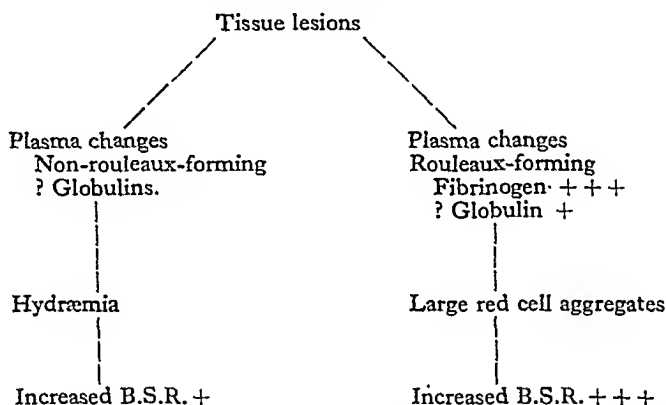 Tissue lesions
Plasma changes
Non-rouleaux-forming
? Globulins.
Hydræmia
Increased B.S.R. +
Plasma changes
Rouleaux-forming
Fibrinogen· + + +
? Globulin +
Large red cell aggregates
Increased B.S.R. + + +